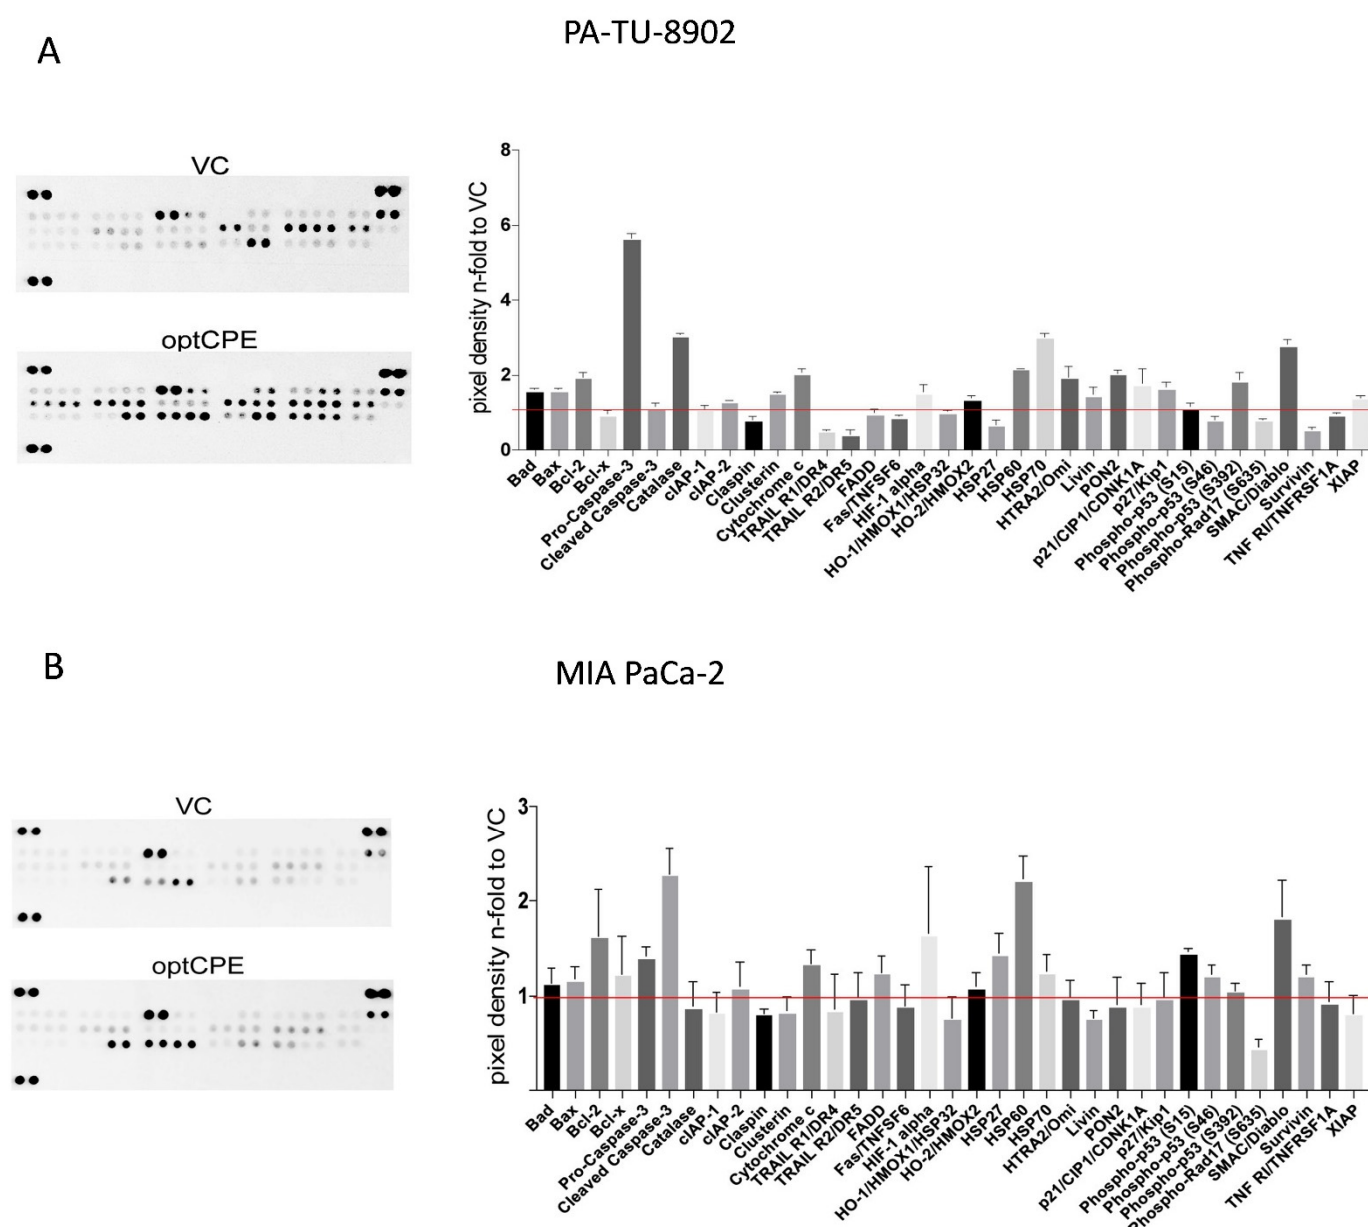 A
PA-TU-8902
VC
optCPE
pixel density n-fold to VC
8
6
4
2
0
Bad
Bax
Bcl-2
Bcl-x
Pro-Caspase-3
Cleaved Caspase-3
Catalase
cIAP-1
cIAP-2
Claspin
Clusterin
Cytochrome c
TRAIL R1/DR4
TRAIL R2/DR5
FADD
Fas/TNFSF6
HIF-1 alpha
HO-1/HMOX1/HSP32
HO-2/HMOX2
HSP27
HSP60
HSP70
HTRA2/Omi
Livin
PON2
p21/CIP1/CDNK1A
p27/Kip1
Phospho-p53 (S15)
Phospho-p53 (S46)
Phospho-p53 (S392)
Phospho-Rad17 (S635)
SMAC/Diablo
Survivin
TNF RI/TNFRSF1A
XIAP
B
MIA PaCa-2
VC
optCPE
pixel density n-fold to VC
3
2
1
Bad
Bax
Bcl-2
Bcl-x
Pro-Caspase-3
Cleaved Caspase-3
Catalase
cIAP-1
cIAP-2
Claspin
Clusterin
Cytochrome c
TRAIL R1/DR4
TRAIL R2/DR5
FADD
Fas/TNFSF6
HIF-1 alpha
HO-1/HMOX1/HSP32
HO-2/HMOX2
HSP27
HSP60
HSP70
HTRA2/Omi
Livin
PON2
p21/CIP1/CDNK1A
p27/Kip1
Phospho-p53 (S15)
Phospho-p53 (S46)
Phospho-p53 (S392)
Phospho-Rad17 (S635)
SMAC/Diablo
Survivin
TNF RI/TNFRSF1A
XIAP